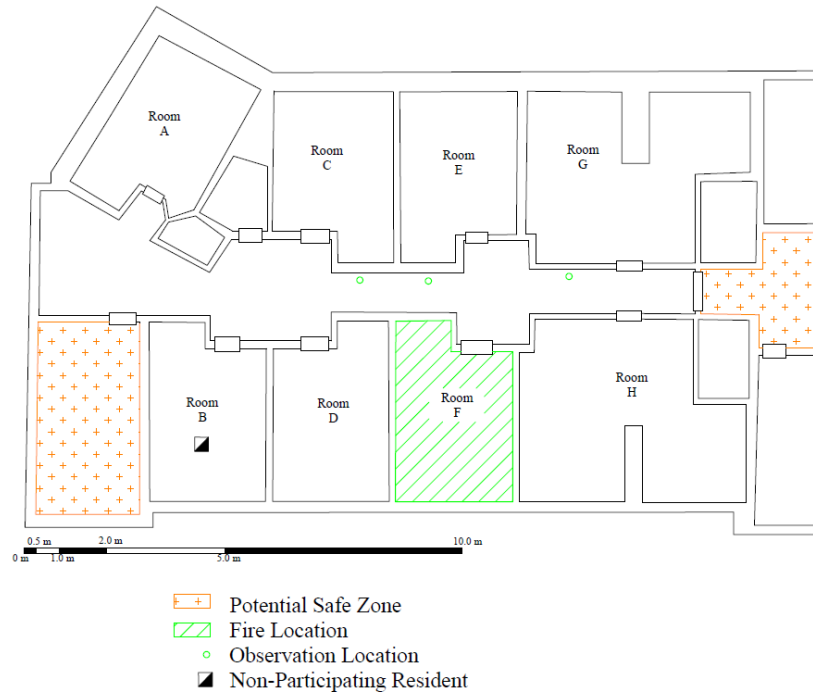 Room
A
Room
C
Room
E
Room
G
Room
B
Room
D
Room
F
Room
H
0.5 m
2.0 m
10.0 m
0 m
1.0 m
5.0 m
Potential Safe Zone
Fire Location
Observation Location
Non-Participating Resident